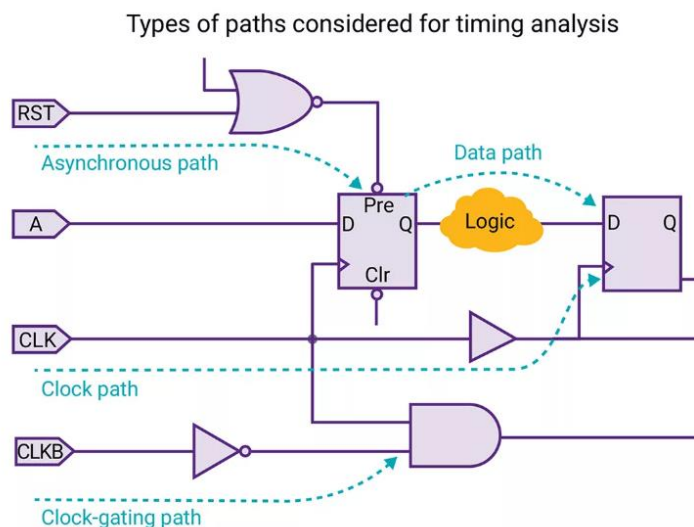 Types of paths considered for timing analysis
RST
Asynchronous path
Data path
Pre
A
D
Q
Logic
D
Q
Clr
CLK
Clock path
CLKB
Clock-gating path